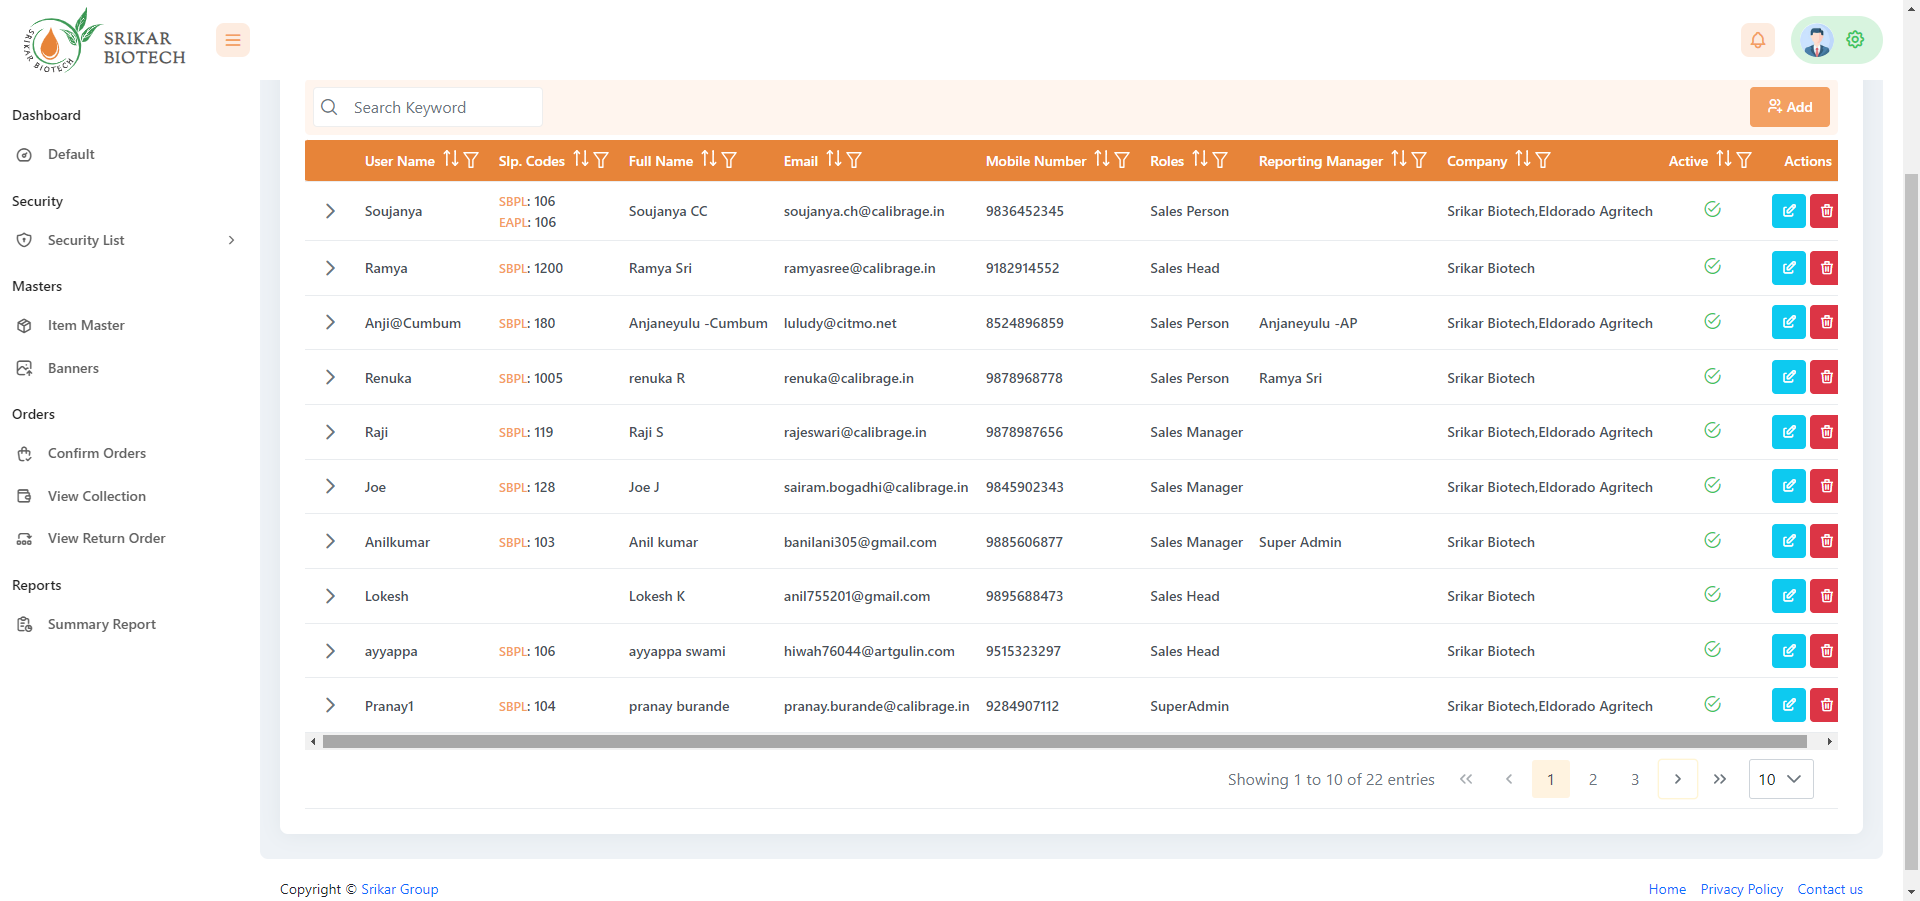 SRIKAR BIOTECH
SRIKAR
BIOTECH
Dashboard
Default
Security
Security List
Masters
Item Master
Banners
Orders
Confirm Orders
View Collection
View Return Order
Reports
Summary Report
Search Keyword
Add
User Name Slp. Codes Full Name Email Mobile Number Roles Reporting Manager Company Active Actions
Soujanya SBPL: 106 EAPL: 106 Soujanya CC soujanya.ch@calibrage.in 9836452345 Sales Person Srikar Biotech,Eldorado Agritech
Ramya SBPL: 1200 Ramya Sri ramyasree@calibrage.in 9182914552 Sales Head Srikar Biotech
Anji@Cumbum SBPL: 180 Anjaneyulu -Cumbum luludy@citmo.net 8524896859 Sales Person Anjaneyulu -AP Srikar Biotech,Eldorado Agritech
Renuka SBPL: 1005 renuka R renuka@calibrage.in 9878968778 Sales Person Ramya Sri Srikar Biotech
Raji SBPL: 119 Raji S rajeswari@calibrage.in 9878987656 Sales Manager Srikar Biotech,Eldorado Agritech
Joe SBPL: 128 Joe J sairam.bogadhi@calibrage.in 9845902343 Sales Manager Srikar Biotech,Eldorado Agritech
Anilkumar SBPL: 103 Anil kumar banilani305@gmail.com 9885606877 Sales Manager Super Admin Srikar Biotech
Lokesh Lokesh K anil755201@gmail.com 9895688473 Sales Head Srikar Biotech
ayyappa SBPL: 106 ayyappa swami hiwah76044@artgulin.com 9515323297 Sales Head Srikar Biotech
Pranay1 SBPL: 104 pranay burande pranay.burande@calibrage.in 9284907112 SuperAdmin Srikar Biotech,Eldorado Agritech
Showing 1 to 10 of 22 entries 1 2 3 10
Copyright © Srikar Group
Home Privacy Policy Contact us